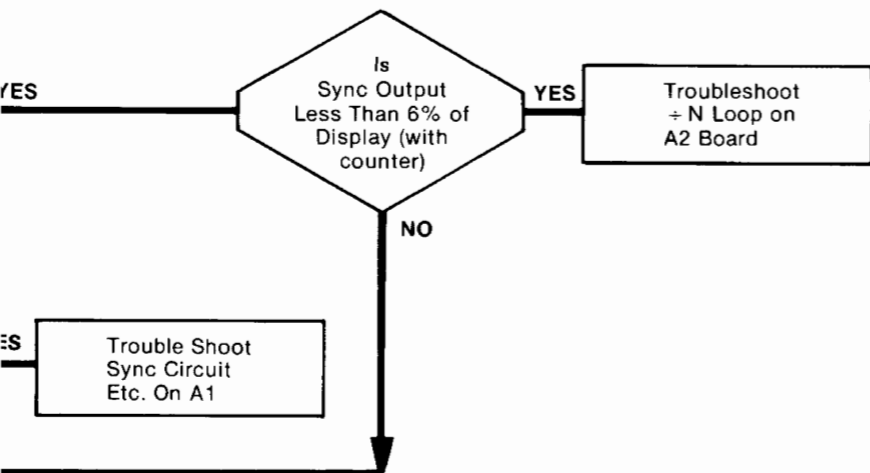 Is
Sync Output
Less Than 6% of
Display (with
counter)
YES
YES
Troubleshoot
÷ N Loop on
A2 Board
NO
ES
Trouble Shoot
Sync Circuit
Etc. On A1